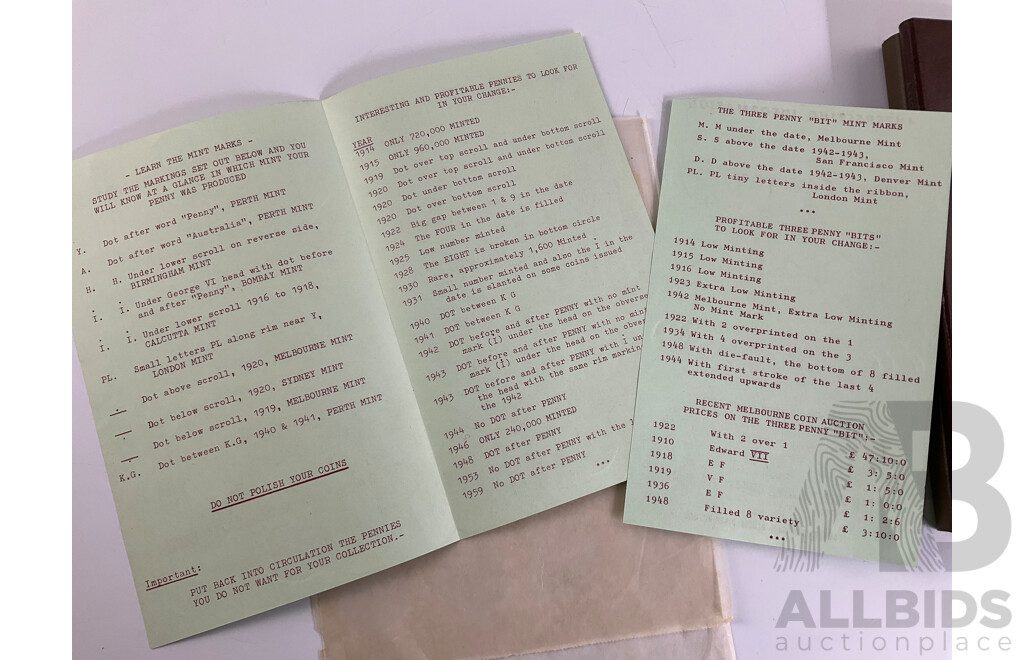 - LEARN THE MINT MARKS -
STUDY THE MARKINGS SET OUT BELOW AND YOU
WILL KNOW AT A GLANCE IN WHICH MINT YOUR
PENNY WAS PRODUCED
Y. Dot after word "Penny", PERTH MINT
A. Dot after word "Australia", PERTH MINT
H. H. Under lower scroll on reverse side,
BIRMINGHAM MINT
I. I. Under George VI head with dot before
and after "Penny", BOMBAY MINT
I. I. Under lower scroll 1916 to 1918,
CALCUTTA MINT
PL. Small letters PL along rim near Y,
LONDON MINT
Dot above scroll, 1920, MELBOURNE MINT
Dot below scroll, 1920, SYDNEY MINT
Dot below scroll, 1919, MELBOURNE MINT
K.G. Dot between K.G, 1940 & 1941, PERTH MINT
DO NOT POLISH YOUR COINS
Important:
PUT BACK INTO CIRCULATION THE PENNIES
YOU DO NOT WANT FOR YOUR COLLECTION.-
INTERESTING AND PROFITABLE PENNIES TO LOOK FOR
IN YOUR CHANGE:-
YEAR
1914 ONLY 720,000 MINTED
1915 ONLY 960,000 MINTED
1919 Dot over top scroll and under bottom scroll
1920 Dot over top scroll and under bottom scroll
1920 Dot under bottom scroll
1920 Dot over bottom scroll
1922 Big gap between 1 & 9 in the date
1924 The FOUR in the date is filled
1925 Low number minted
1928 The EIGHT is broken in bottom circle
1930 Rare, approximately 1,600 Minted .
1931 Small number minted and also the 1 in the
date is slanted on some coins issued
1940 DOT between K G
1941 DOT between K G
1942 DOT before and after PENNY with no mint
mark (I) under the head on the obverse
1943 DOT before and after PENNY with no mint
mark (I) under the head on the obver
1943 DOT before and after PENNY with I un
the head with the same rim markin
the 1942
1944 No DOT after PENNY
1946 ONLY 240,000 MINTED
1948 DOT after PENNY
1953 No DOT after PENNY with the
1959 No DOT after PENNY
...
THE THREE PENNY "BIT" MINT MARKS
M. M under the date, Melbourne Mint
S. S above the date 1942-1943,
San Francisco Mint
D. D above the date 1942-1943, Denver Mint
PL. PL tiny letters inside the ribbon,
London Mint
...
PROFITABLE THREE PENNY "BITS"
TO LOOK FOR IN YOUR CHANGE:-
1914 Low Minting
1915 Low Minting
1916 Low Minting
1923 Extra Low Minting
1942 Melbourne Mint, Extra Low Minting
No Mint Mark
1922 With 2 overprinted on the 1
1934 With 4 overprinted on the 3
1948 With die-fault, the bottom of 8 filled
1944 With first stroke of the last 4
extended upwards
RECENT MELBOURNE COIN AUCTION
PRICES ON THE THREE PENNY "BIT":-
1922 With 2 over 1 £ 47:10:0
1910 Edward VII £ 3: 5:0
1918 E F £ 1: 5:0
1919 V F £ 1: 0:0
1936 E F £ 1: 2:6
1948 Filled 8 variety £ 3:10:0
...
B
ALLBIDS
auctionplace